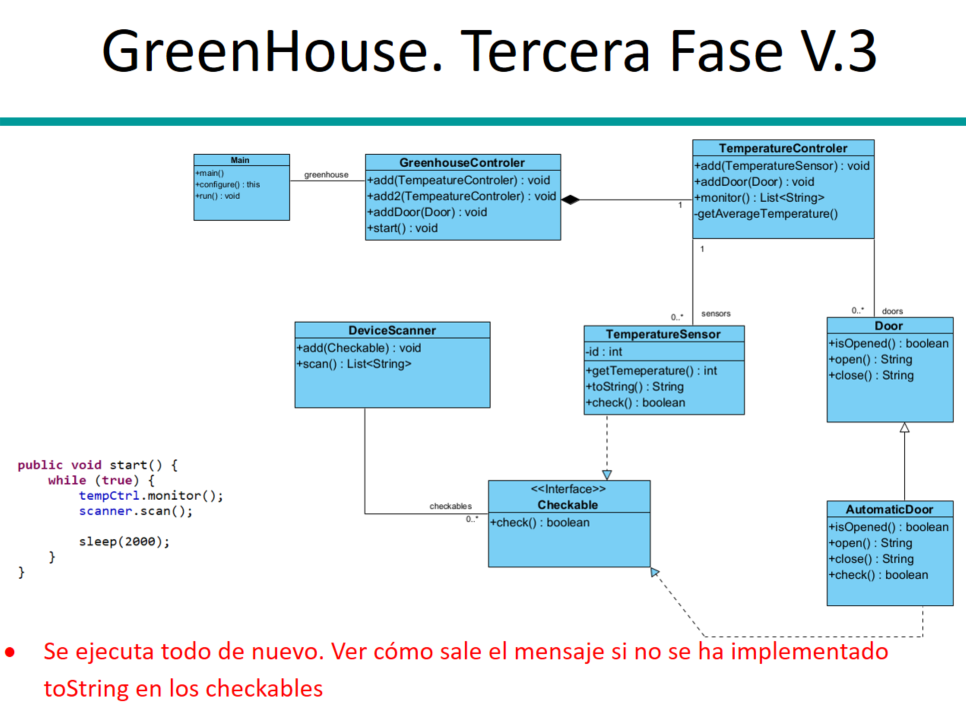 GreenHouse. Tercera Fase V.3
Main
+main()
+configure() : this
+run() : void
greenhouse
GreenhouseControler
+add(TempeatureControler) : void
+add2(TempeatureControler) : void
+addDoor(Door) : void
+start() : void
1
TemperatureControler
+add(TemperatureSensor) : void
+addDoor(Door) : void
+monitor() : List<String>
-getAverageTemperature()
1
0..*
sensors
0..*
doors
DeviceScanner
+add(Checkable) : void
+scan() : List<String>
TemperatureSensor
-id : int
+getTemeperature() : int
+toString() : String
+check() : boolean
Door
+isOpened() : boolean
+open() : String
+close() : String
public void start() {
while (true) {
tempCtrl.monitor();
scanner.scan();
sleep(2000);
}
}
checkables
0..*
<<Interface>>
Checkable
+check() : boolean
AutomaticDoor
+isOpened() : boolean
+open() : String
+close() : String
+check() : boolean
• Se ejecuta todo de nuevo. Ver cómo sale el mensaje si no se ha implementado
toString en los checkables